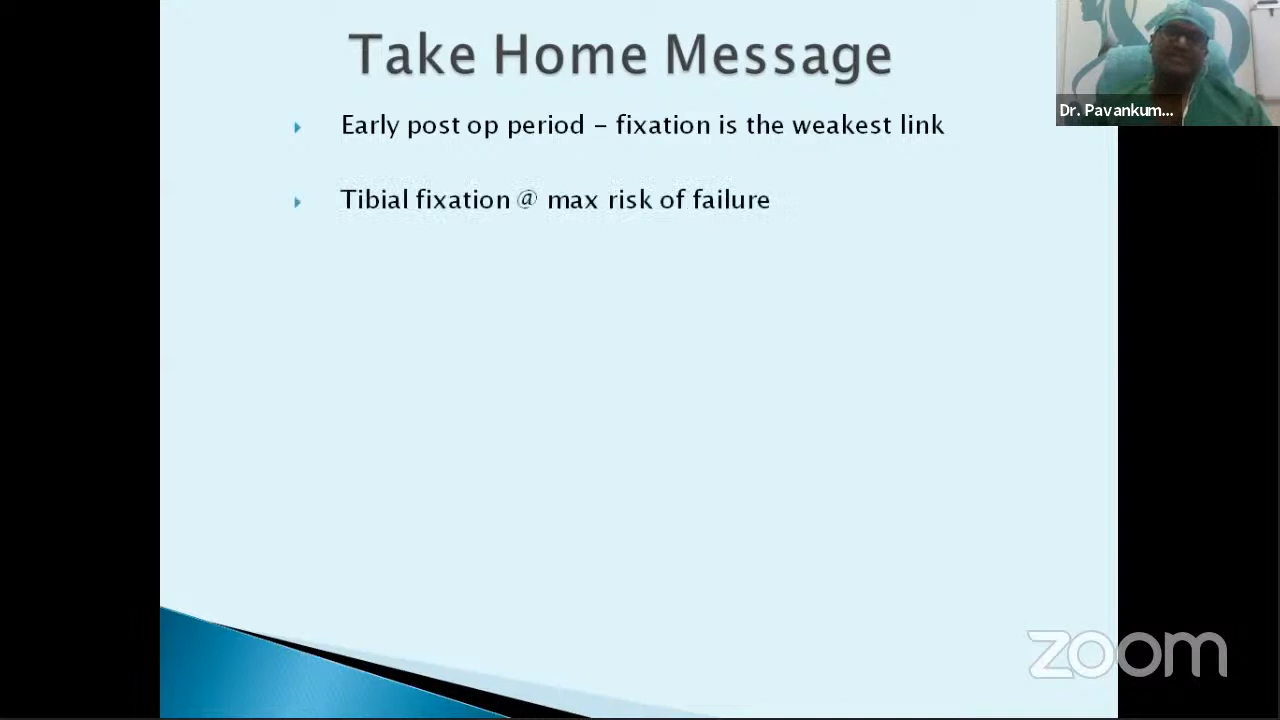 Take Home Message
Dr. Pavankum...
Early post op period – fixation is the weakest link
Tibial fixation @ max risk of failure
zoom